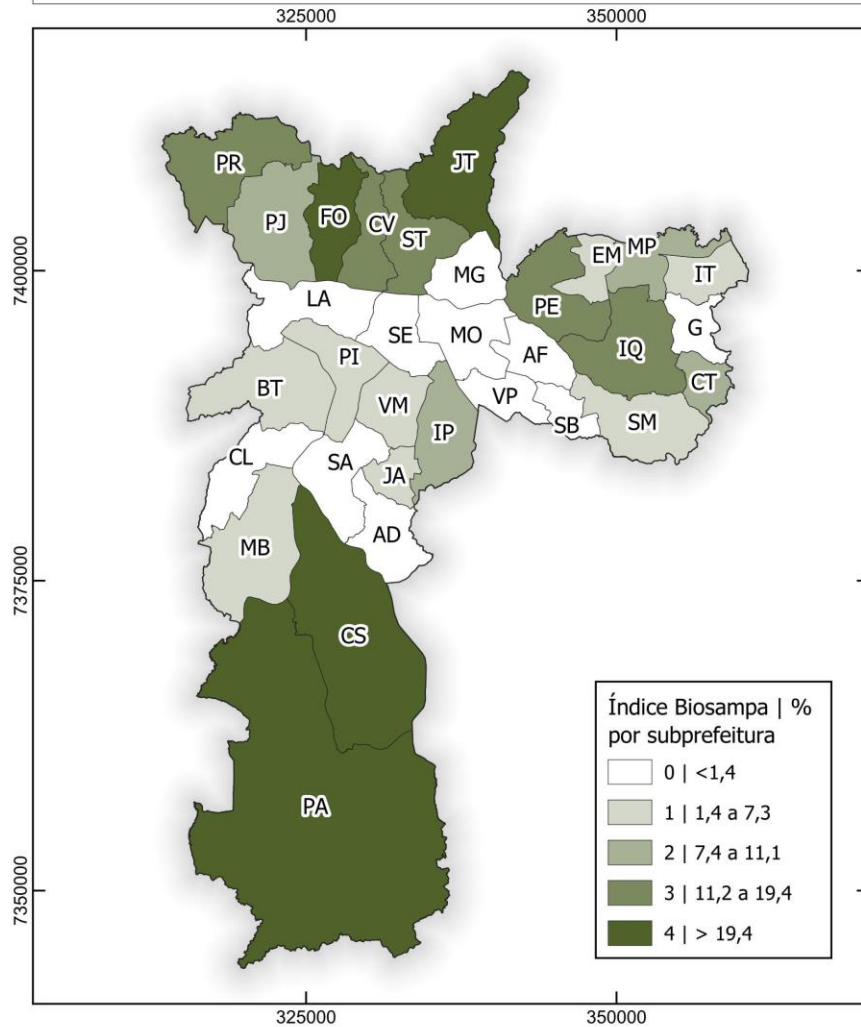 325000 350000
7400000
7375000
7350000
PR
JT
PJ
FO
CV
ST
MG
EM
MP
IT
LA
PE
G
SE
MO
AF
IQ
PI
BT
CT
VM
VP
SB
SM
IP
CL
SA
JA
MB
AD
CS
PA
Índice Biosampa | %
por subprefeitura
0 | <1,4
1 | 1,4 a 7,3
2 | 7,4 a 11,1
3 | 11,2 a 19,4
4 | > 19,4
325000 350000